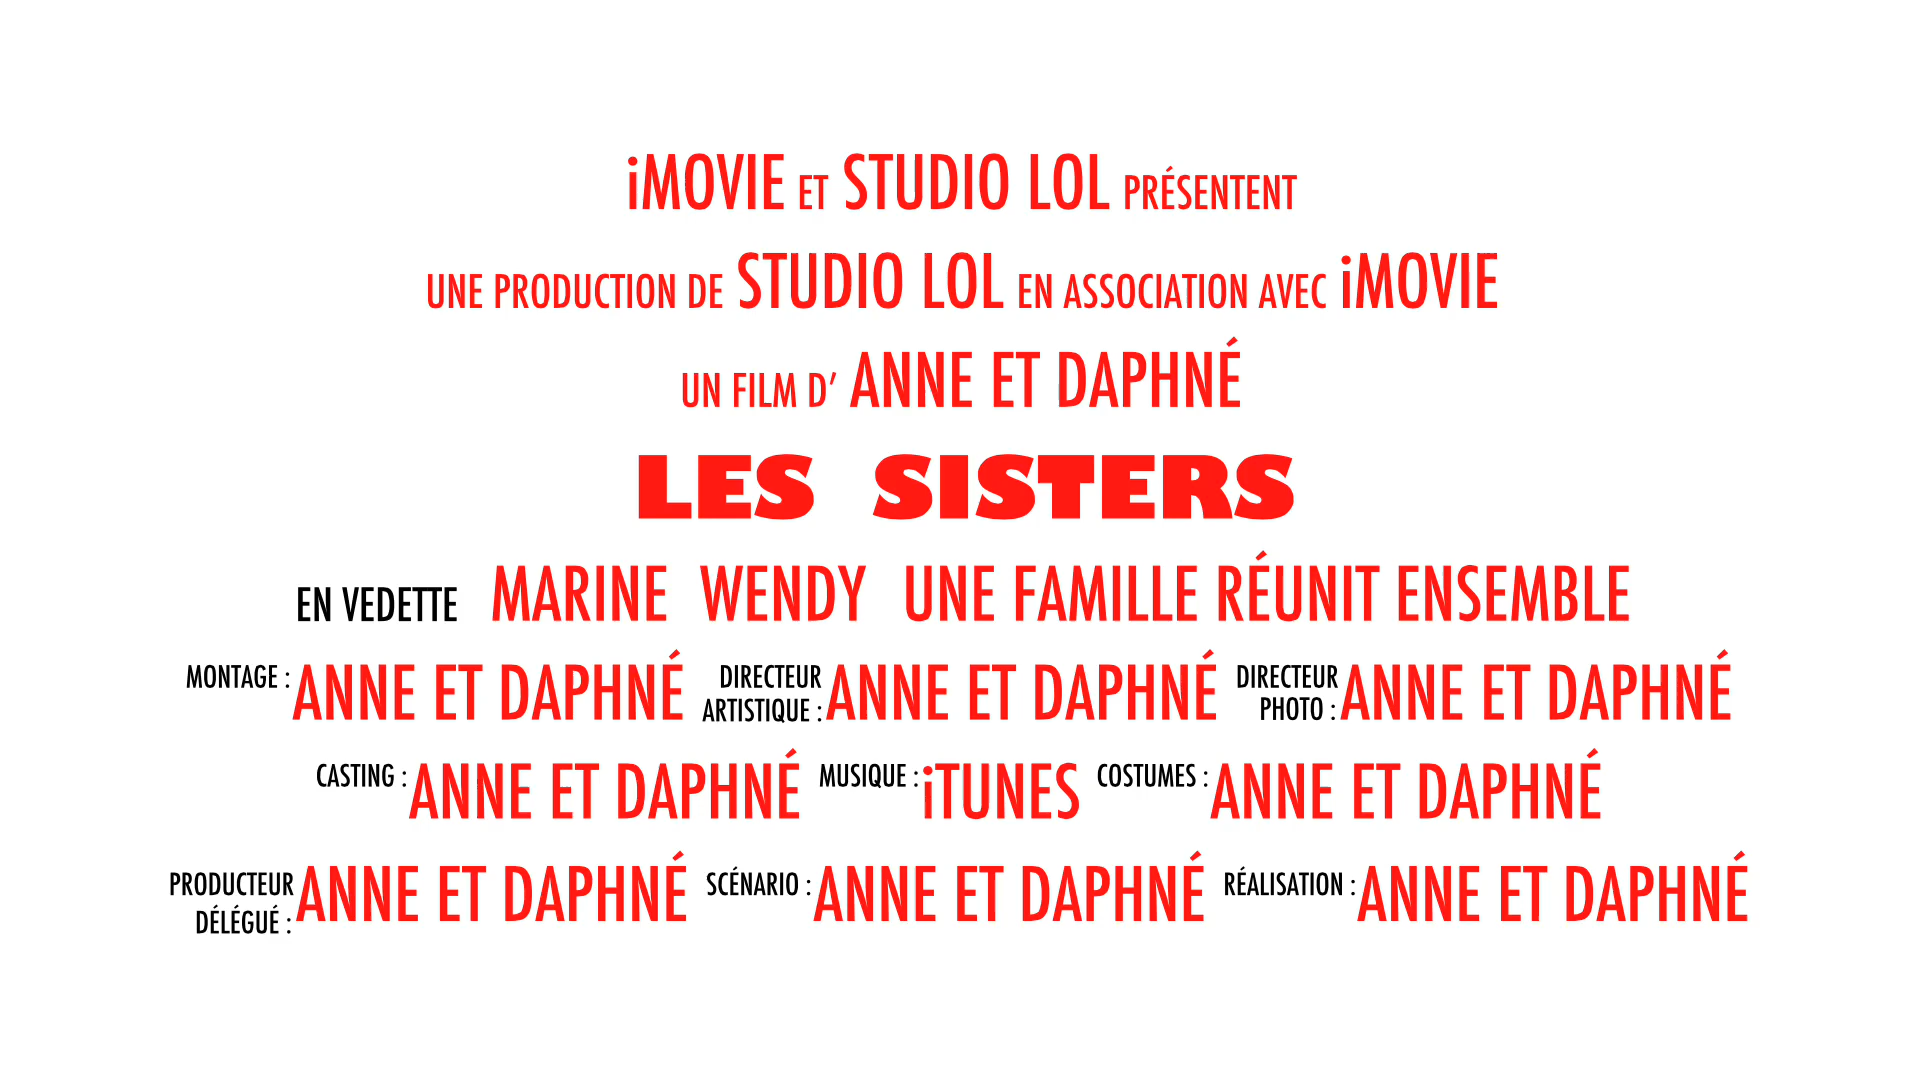 iMOVIE ET STUDIO LOL PRÉSENTENT
UNE PRODUCTION DE STUDIO LOL EN ASSOCIATION AVEC iMOVIE
UN FILM D’ ANNE ET DAPHNÉ
LES SISTERS
EN VEDETTE MARINE WENDY UNE FAMILLE RÉUNIT ENSEMBLE
MONTAGE : ANNE ET DAPHNÉ DIRECTEUR ARTISTIQUE : ANNE ET DAPHNÉ DIRECTEUR PHOTO : ANNE ET DAPHNÉ
CASTING : ANNE ET DAPHNÉ MUSIQUE : iTUNES COSTUMES : ANNE ET DAPHNÉ
PRODUCTEUR DÉLÉGUÉ : ANNE ET DAPHNÉ SCÉNARIO : ANNE ET DAPHNÉ RÉALISATION : ANNE ET DAPHNÉ